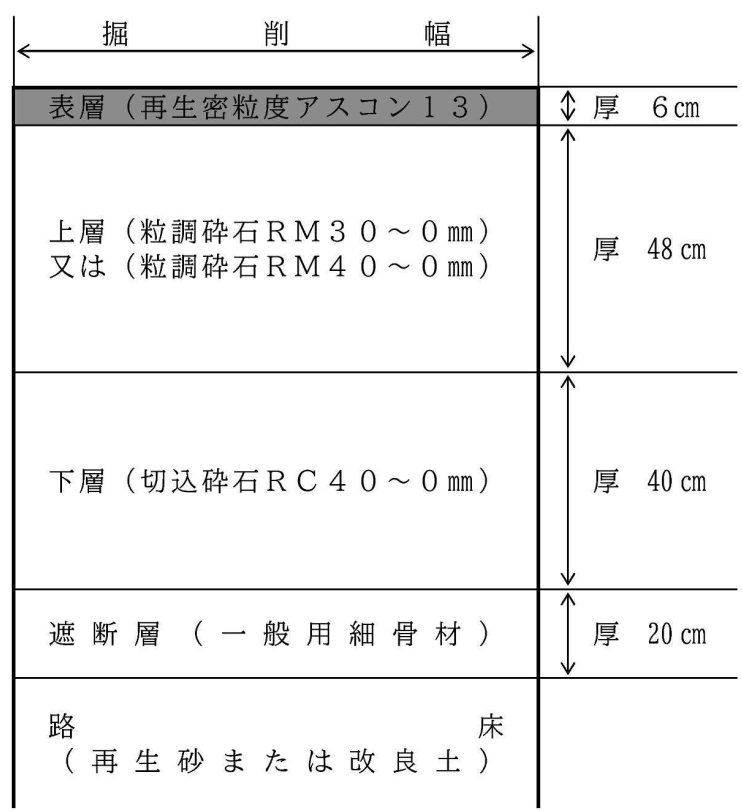 掘削幅
表層（再生密粒度アスコン１３） 厚 6㎝
上層（粒調砕石ＲＭ３０～０㎜）
又は（粒調砕石ＲＭ４０～０㎜）
厚 48㎝
下層（切込砕石ＲＣ４０～０㎜） 厚 40㎝
遮断層（一般用細骨材） 厚 20㎝
路床
（再生砂または改良土）